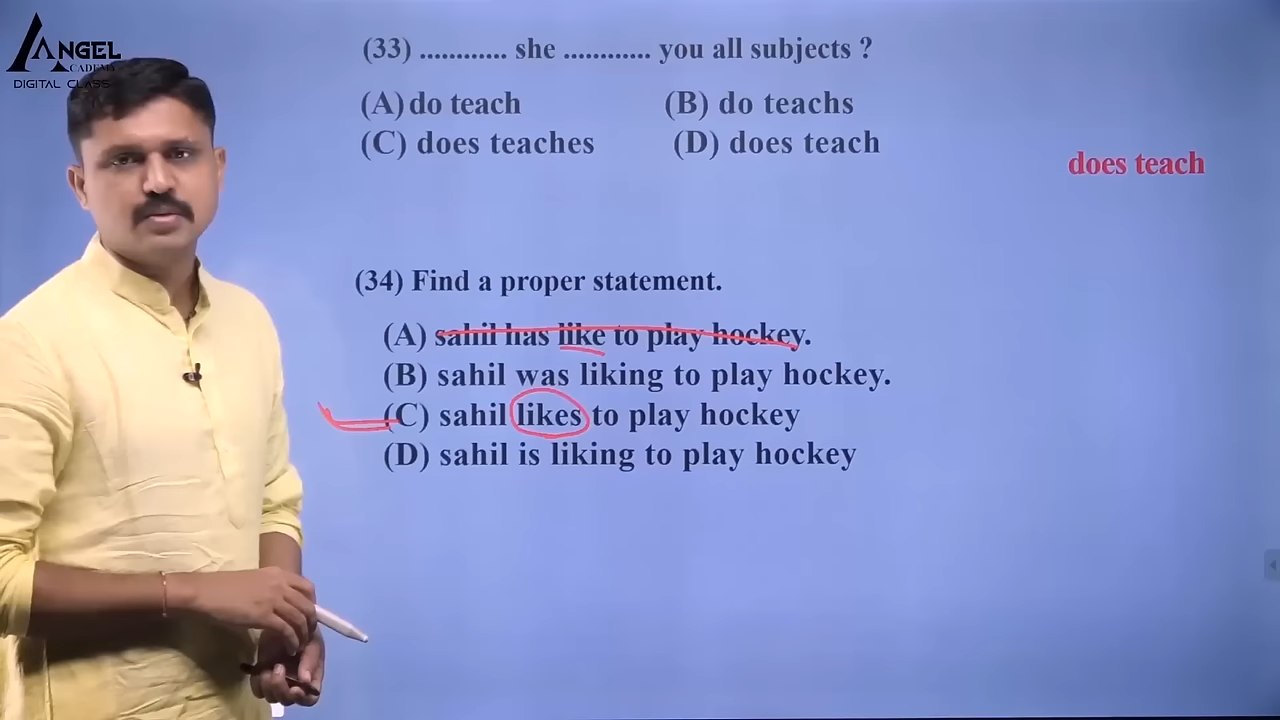 ANGEL
ACADEMY
DIGITAL CLASS
(33) ............ she ............ you all subjects ?
(A) do teach (B) do teachs
(C) does teaches (D) does teach
does teach
(34) Find a proper statement.
(A) sahil has like to play hockey.
(B) sahil was liking to play hockey.
(C) sahil likes to play hockey
(D) sahil is liking to play hockey